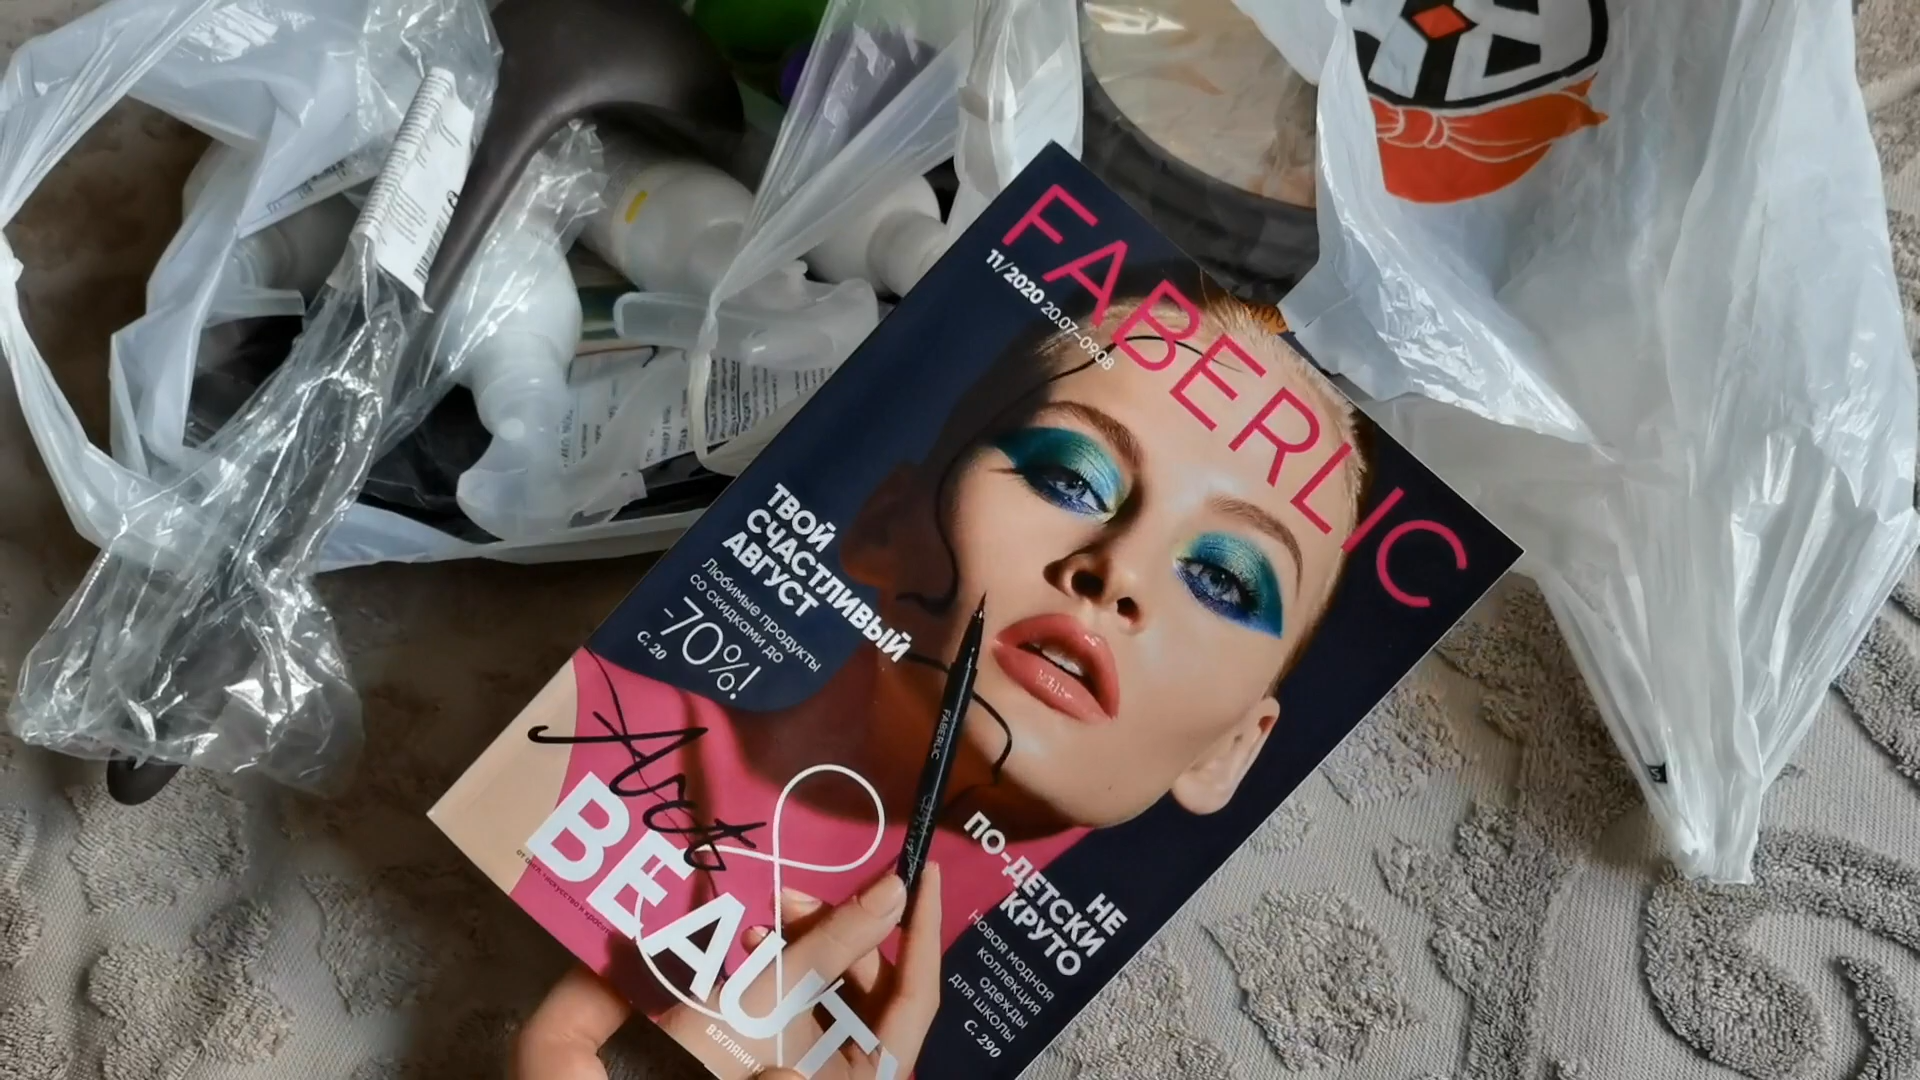 FABERLIC
11/2020 20.07–09.08
ТВОЙ
СЧАСТЛИВЫЙ
АВГУСТ
Любимые продукты
со скидками до
-70%!
с. 20
FABERLIC
Art &
BEAUTY
ВЗГЛЯНИ
НЕ
ПО-ДЕТСКИ
КРУТО
Новая модная
коллекция
одежды
для школы
с. 290